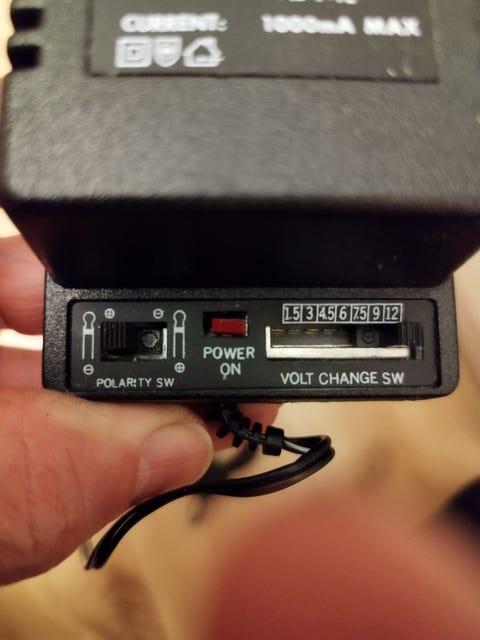 CURRENT: 1000mA MAX
1.5 3 4.5 6 7.5 9 12
POWER
ON
POLARITY SW
VOLT CHANGE SW